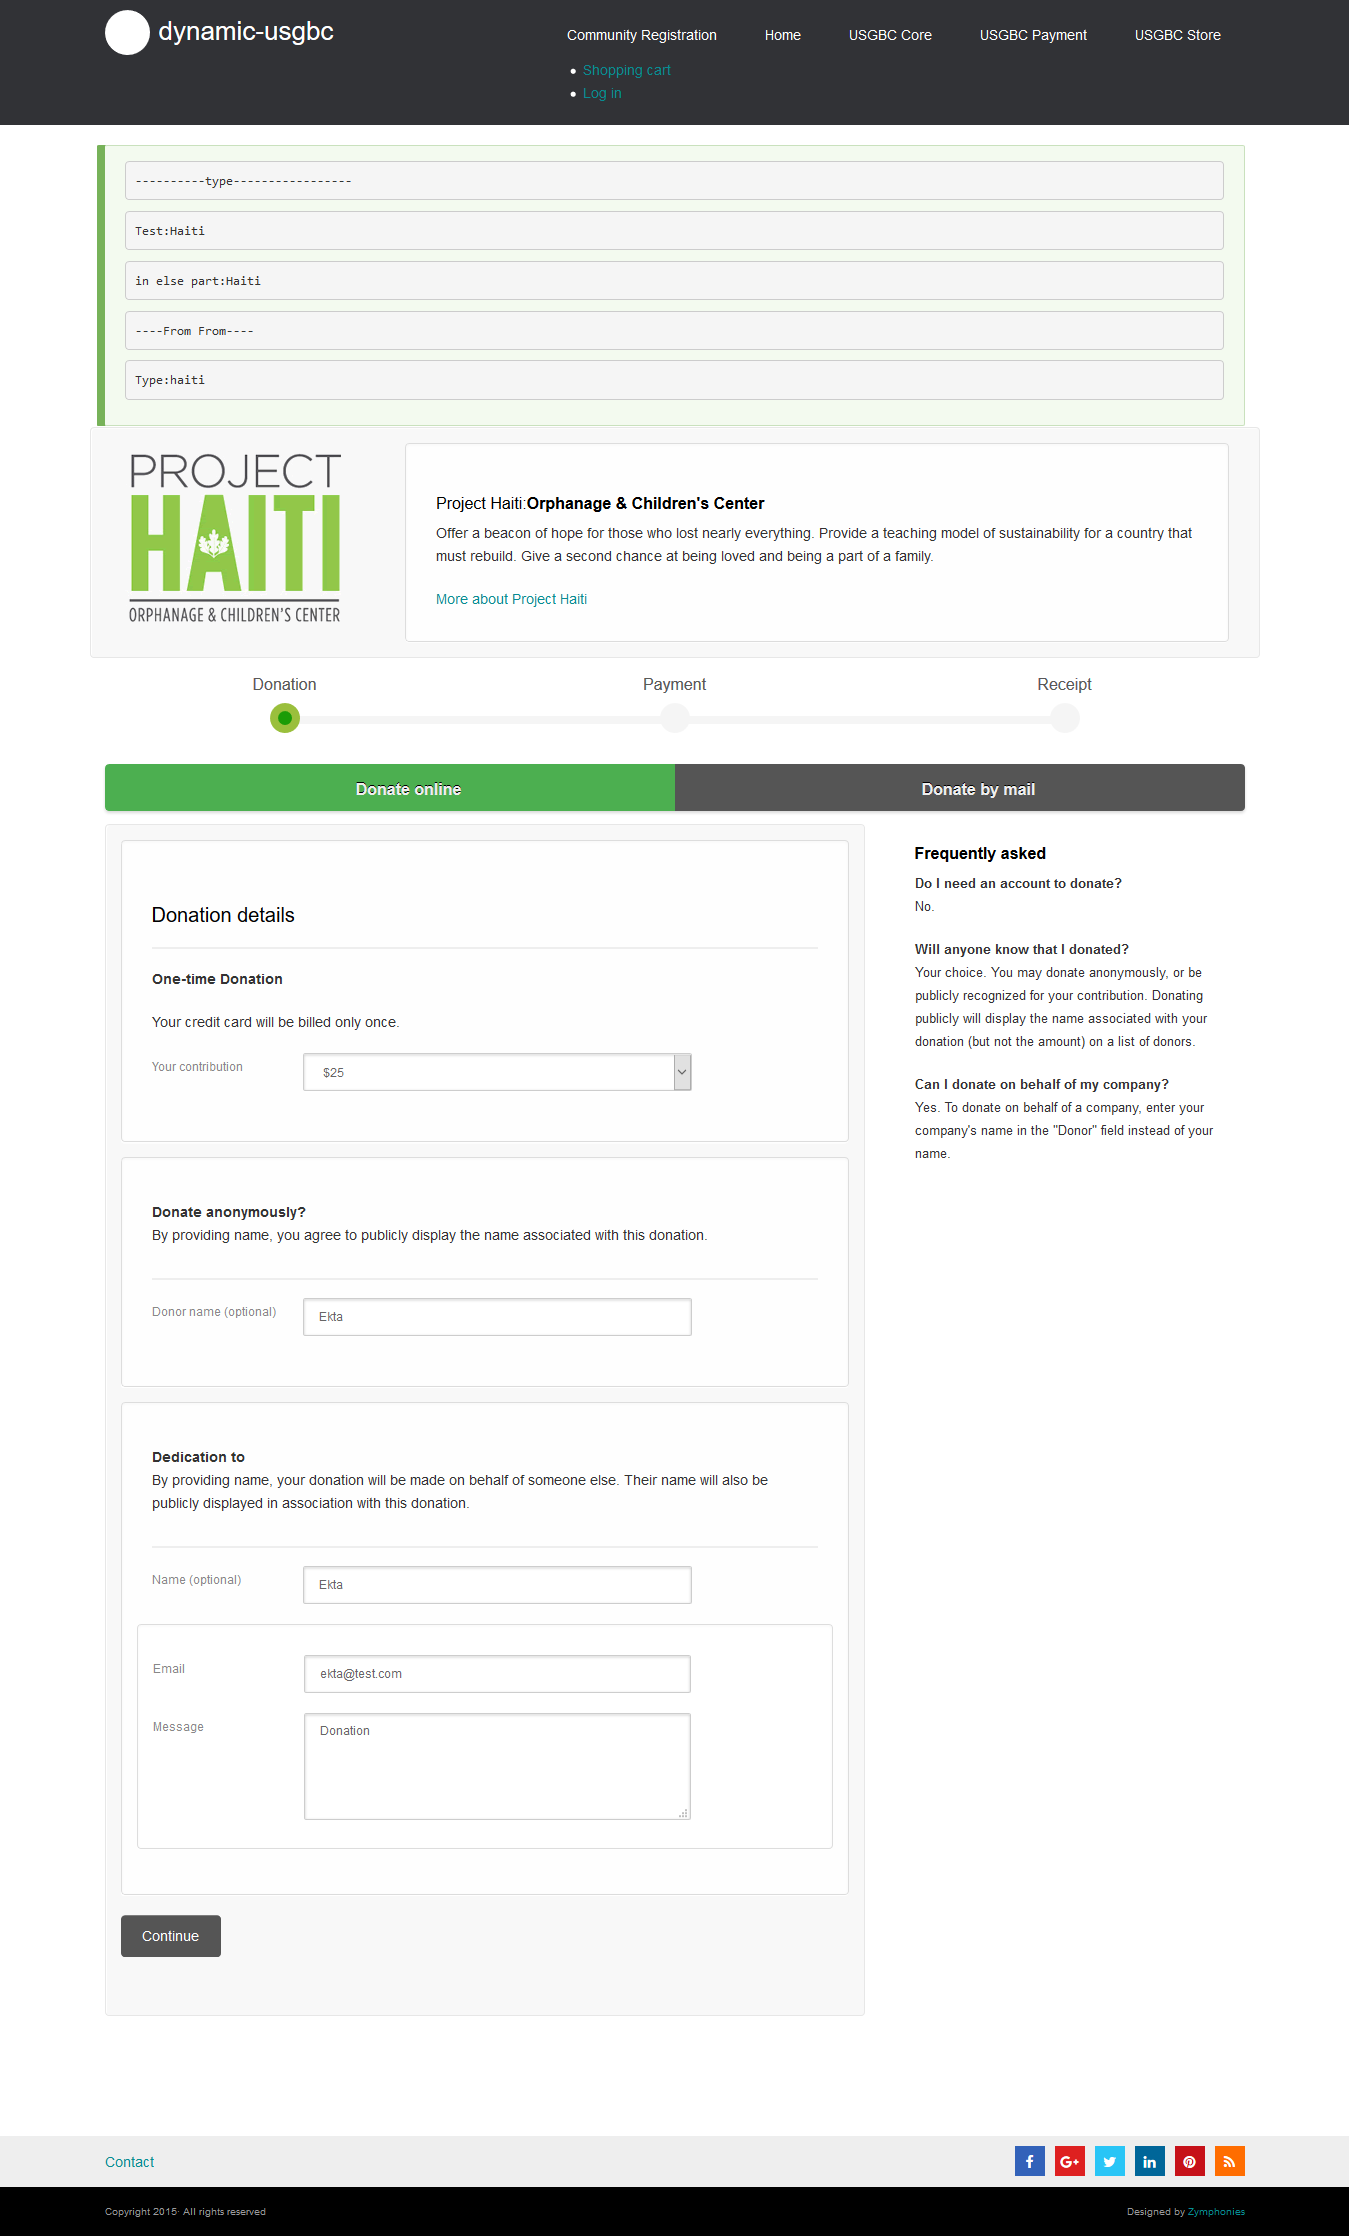 dynamic-usgbc
Community Registration
Home
USGBC Core
USGBC Payment
USGBC Store
Shopping cart
Log in
----------type-----------------
Test:Haiti
in else part:Haiti
----From From----
Type:haiti
PROJECT
HAITI
ORPHANAGE & CHILDREN'S CENTER
Project Haiti:Orphanage & Children's Center
Offer a beacon of hope for those who lost nearly everything. Provide a teaching model of sustainability for a country that
must rebuild. Give a second chance at being loved and being a part of a family.
More about Project Haiti
Donation
Payment
Receipt
Donate online
Donate by mail
Donation details
One-time Donation
Your credit card will be billed only once.
Your contribution
$25
Donate anonymously?
By providing name, you agree to publicly display the name associated with this donation.
Donor name (optional)
Ekta
Dedication to
By providing name, your donation will be made on behalf of someone else. Their name will also be
publicly displayed in association with this donation.
Name (optional)
Ekta
Email
ekta@test.com
Message
Donation
Continue
Frequently asked
Do I need an account to donate?
No.
Will anyone know that I donated?
Your choice. You may donate anonymously, or be
publicly recognized for your contribution. Donating
publicly will display the name associated with your
donation (but not the amount) on a list of donors.
Can I donate on behalf of my company?
Yes. To donate on behalf of a company, enter your
company's name in the "Donor" field instead of your
name.
Contact
f
G+
in
Copyright 2015· All rights reserved
Designed by Zymphonies